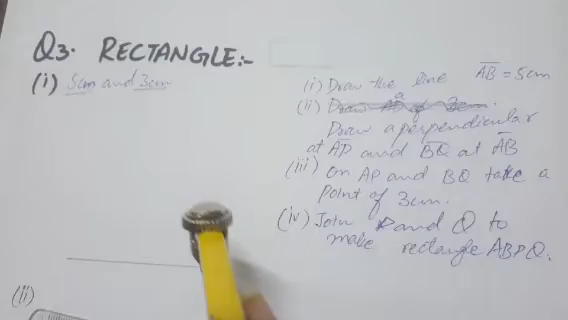 Q3. RECTANGLE:-
(i) 5cm and 3cm
(i) Draw the line AB = 5cm
(ii)
Draw a perpendicular
at AP and BQ at AB
(iii) on AP and BQ take a
Point of 3cm.
(iv) Join P and Q to
make rectangle ABPQ.
(ii)